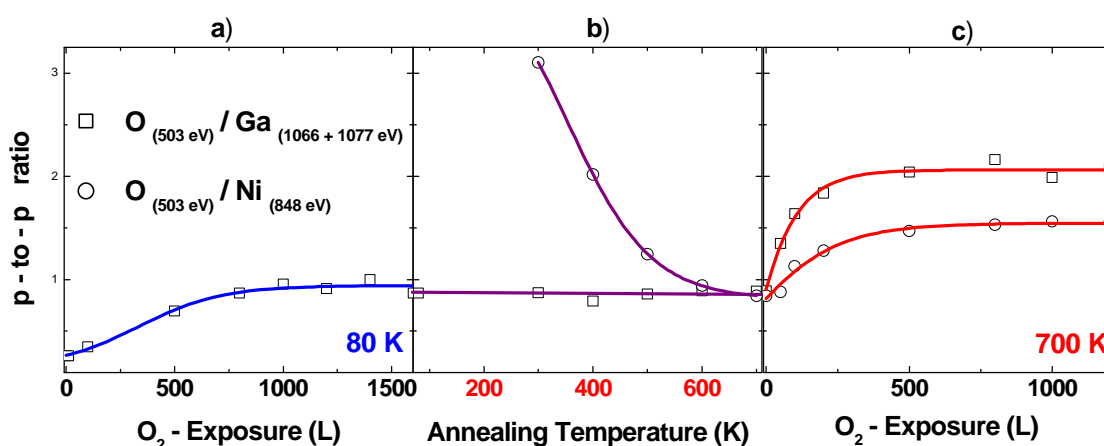 a) b) c)
3
2
1
p - to - p ratio
O (503 eV) / Ga (1066 + 1077 eV)
O (503 eV) / Ni (848 eV)
80 K
700 K
0 500 1000 1500 200 400 600 0 500 1000
O2 - Exposure (L) Annealing Temperature (K) O2 - Exposure (L)